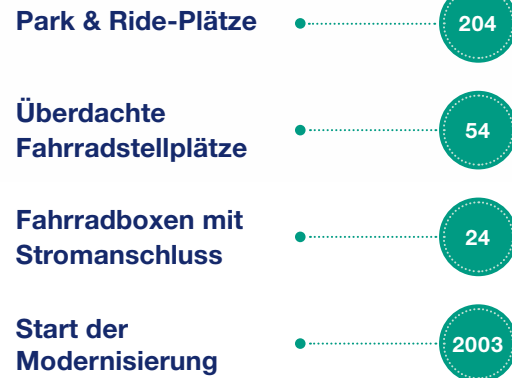 Park & Ride-Plätze
204
Überdachte
Fahrradstellplätze
54
Fahrradboxen mit
Stromanschluss
24
Start der
Modernisierung
2003